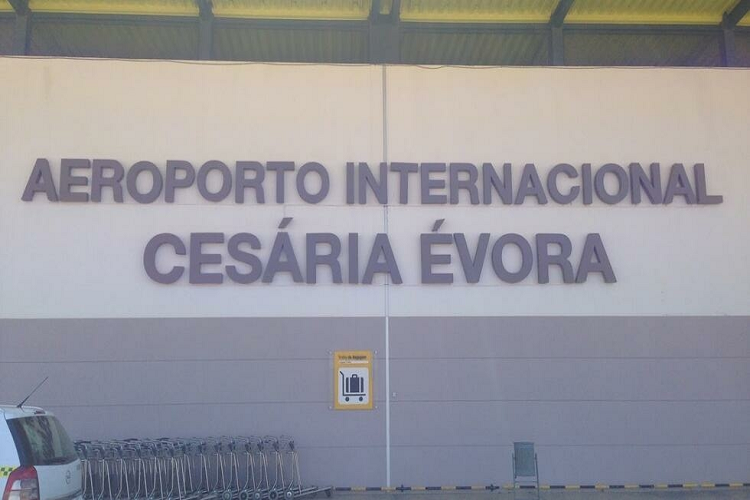 AEROPORTO INTERNACIONAL
CESÁRIA ÉVORA